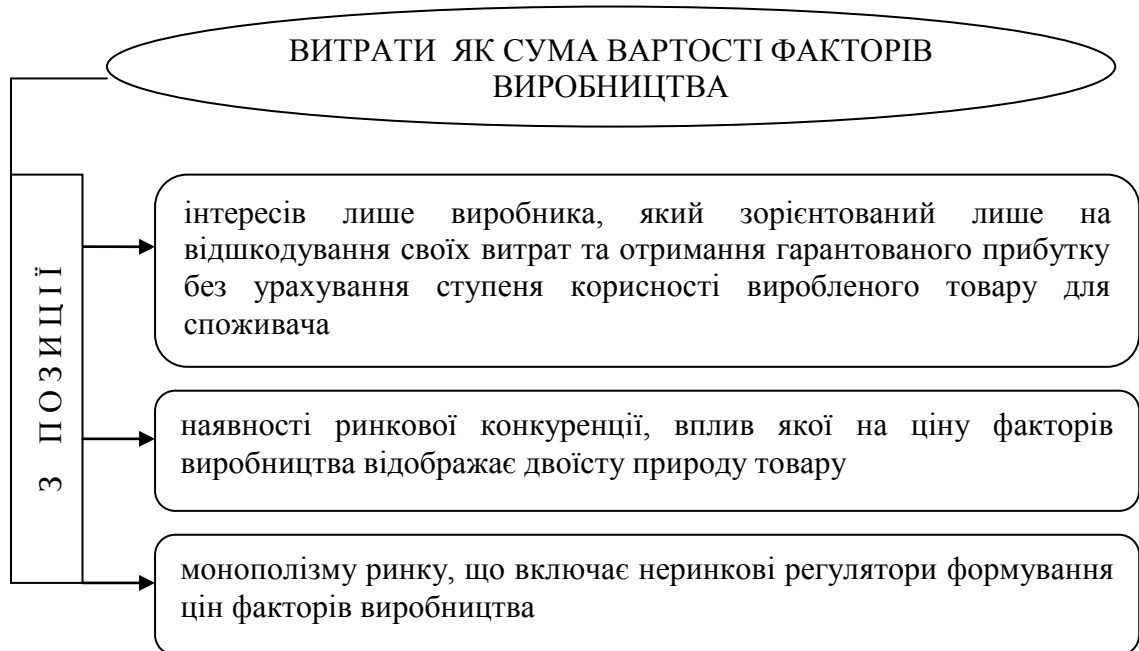 ВИТРАТИ ЯК СУМА ВАРТОСТІ ФАКТОРІВ
ВИРОБНИЦТВА
З ПОЗИЦІЇ
інтересів лише виробника, який зорієнтований лише на
відшкодування своїх витрат та отримання гарантованого прибутку
без урахування ступеня корисності виробленого товару для
споживача
наявності ринкової конкуренції, вплив якої на ціну факторів
виробництва відображає двоїсту природу товару
монополізму ринку, що включає неринкові регулятори формування
цін факторів виробництва